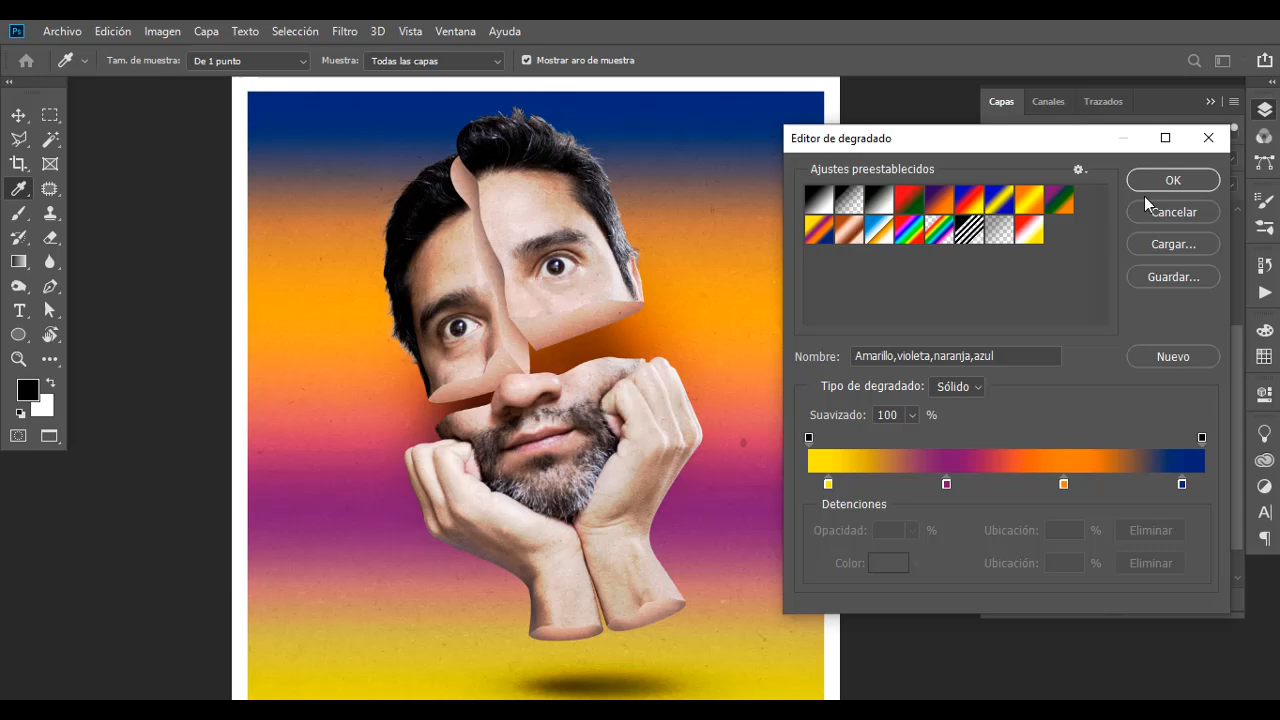 Ps Archivo Edición Imagen Capa Texto Selección Filtro 3D Vista Ventana Ayuda
Tam. de muestra: De 1 punto Muestra: Todas las capas Mostrar aro de muestra
Capas Canales Trazados
Editor de degradado
Ajustes preestablecidos
OK
Cancelar
Cargar...
Guardar...
Nombre: Amarillo,violeta,naranja,azul
Nuevo
Tipo de degradado: Sólido
Suavizado: 100 %
Detenciones
Opacidad: % Ubicación: % Eliminar
Color: Ubicación: % Eliminar